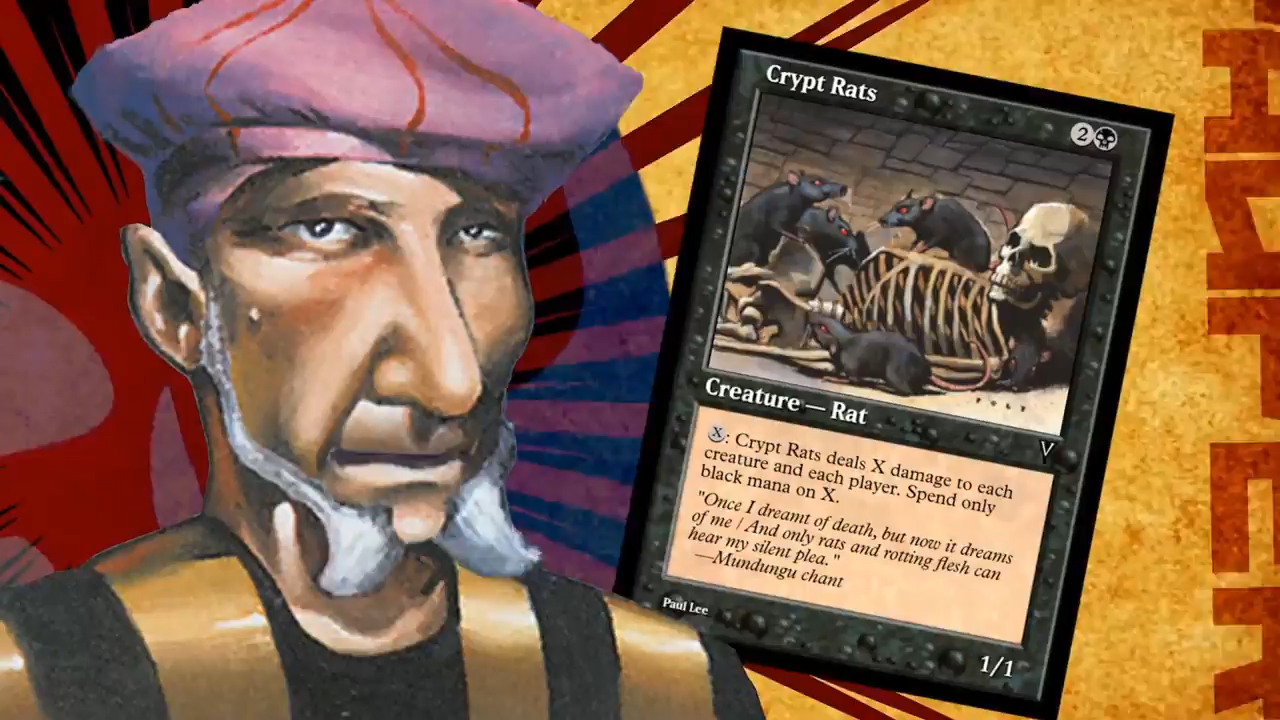 Crypt Rats
2
Creature — Rat
V
X: Crypt Rats deals X damage to each
creature and each player. Spend only
black mana on X.
"Once I dreamt of death, but now it dreams
of me / And only rats and rotting flesh can
hear my silent plea."
—Mundungu chant
Paul Lee
1/1